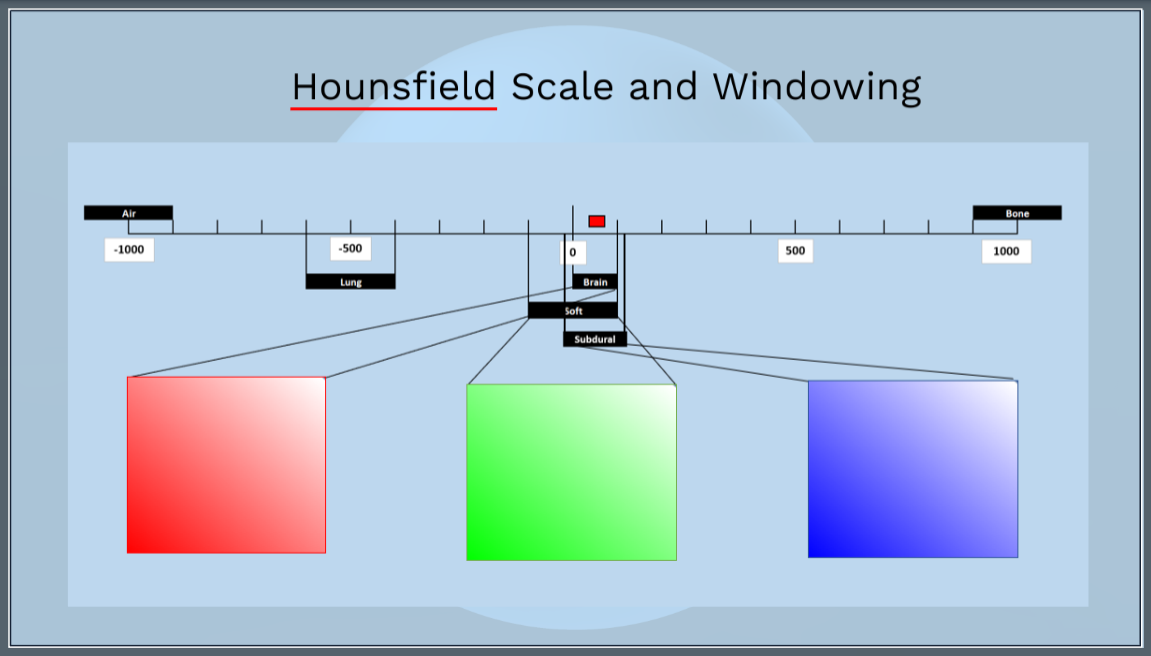 Hounsfield Scale and Windowing
Air
Bone
-1000
-500
0
500
1000
Lung
Brain
Soft
Subdural